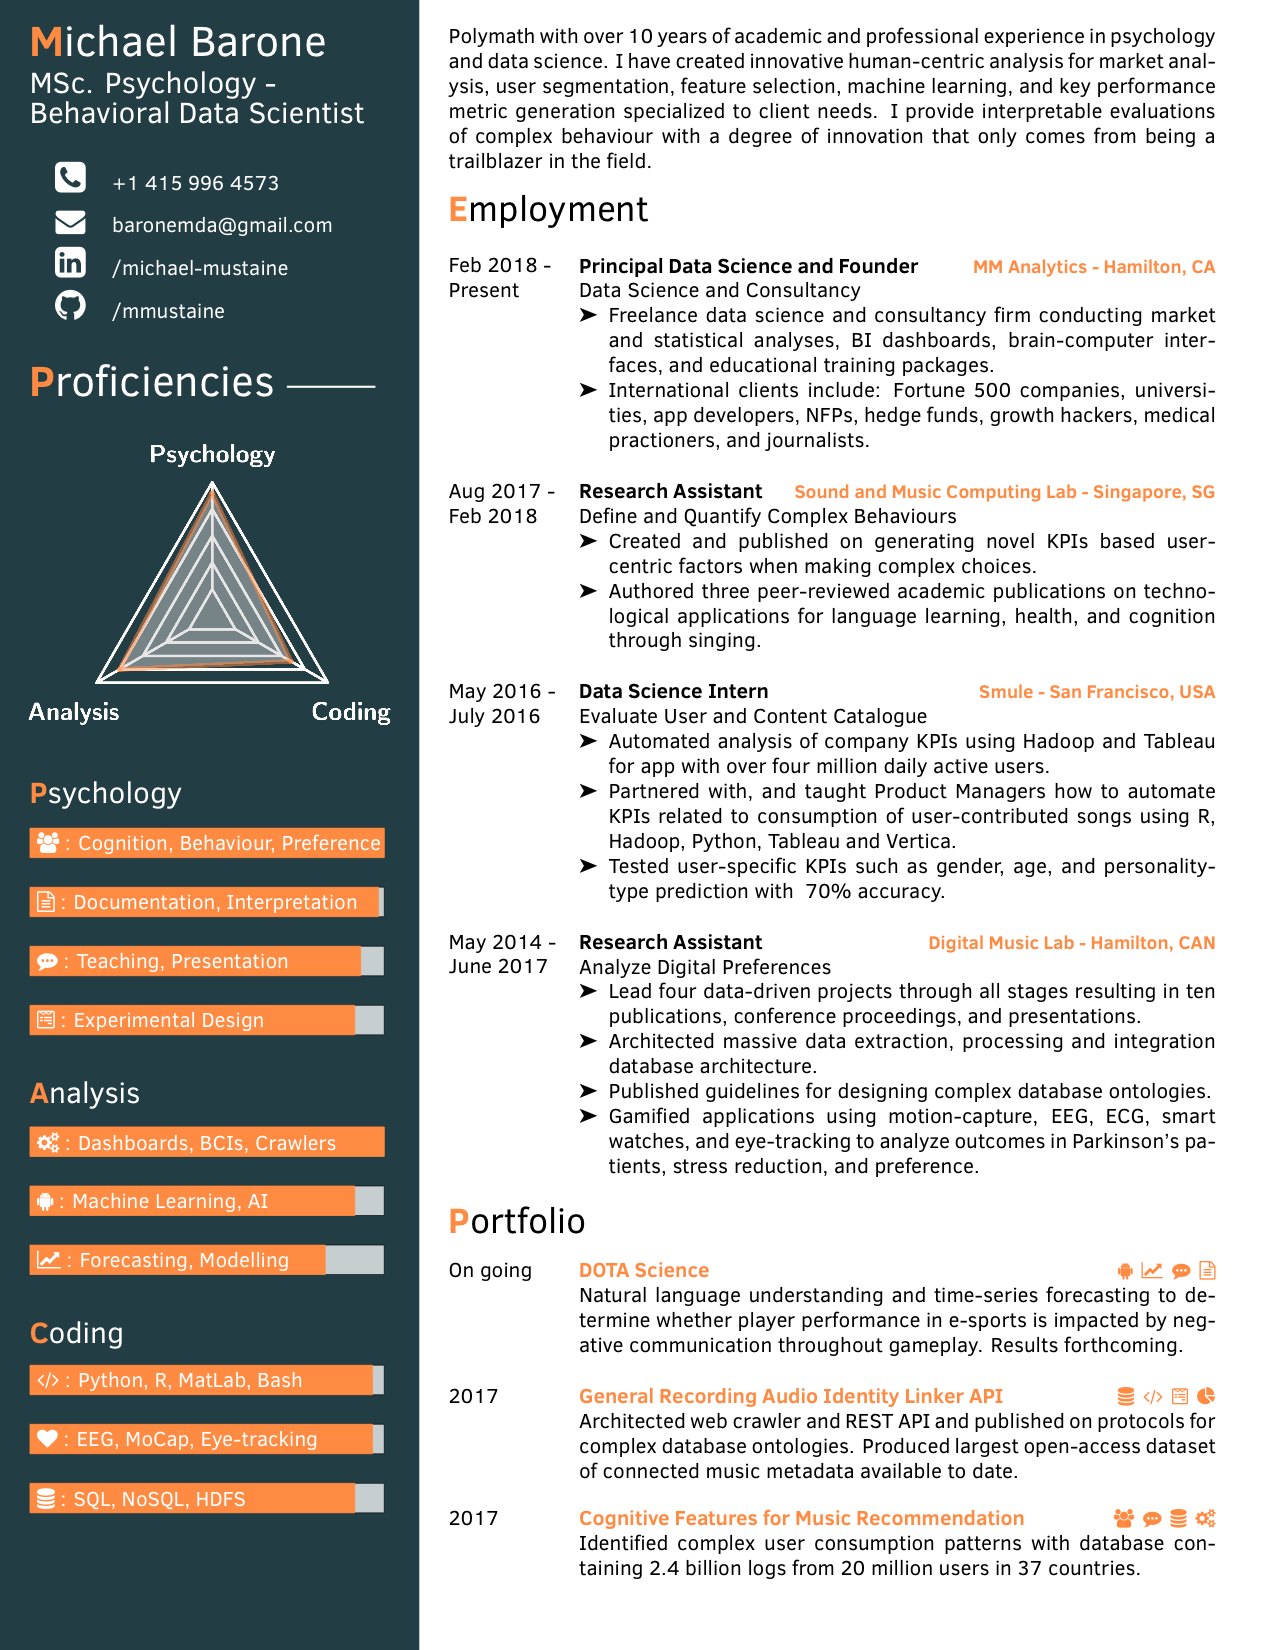 Michael Barone
MSc. Psychology -
Behavioral Data Scientist
+1 415 996 4573
baronemda@gmail.com
/michael-mustaine
/mmustaine
Proficiencies
Psychology
Analysis
Coding
Psychology
: Cognition, Behaviour, Preference
: Documentation, Interpretation
: Teaching, Presentation
: Experimental Design
Analysis
: Dashboards, BCIs, Crawlers
: Machine Learning, AI
: Forecasting, Modelling
Coding
: Python, R, MatLab, Bash
: EEG, MoCap, Eye-tracking
: SQL, NoSQL, HDFS
Polymath with over 10 years of academic and professional experience in psychology
and data science. I have created innovative human-centric analysis for market anal-
ysis, user segmentation, feature selection, machine learning, and key performance
metric generation specialized to client needs. I provide interpretable evaluations
of complex behaviour with a degree of innovation that only comes from being a
trailblazer in the field.
Employment
Feb 2018 -
Present
Principal Data Science and Founder MM Analytics - Hamilton, CA
Data Science and Consultancy
➤ Freelance data science and consultancy firm conducting market
and statistical analyses, BI dashboards, brain-computer inter-
faces, and educational training packages.
➤ International clients include: Fortune 500 companies, universi-
ties, app developers, NFPs, hedge funds, growth hackers, medical
practioners, and journalists.
Aug 2017 -
Feb 2018
Research Assistant Sound and Music Computing Lab - Singapore, SG
Define and Quantify Complex Behaviours
➤ Created and published on generating novel KPIs based user-
centric factors when making complex choices.
➤ Authored three peer-reviewed academic publications on techno-
logical applications for language learning, health, and cognition
through singing.
May 2016 -
July 2016
Data Science Intern Smule - San Francisco, USA
Evaluate User and Content Catalogue
➤ Automated analysis of company KPIs using Hadoop and Tableau
for app with over four million daily active users.
➤ Partnered with, and taught Product Managers how to automate
KPIs related to consumption of user-contributed songs using R,
Hadoop, Python, Tableau and Vertica.
➤ Tested user-specific KPIs such as gender, age, and personality-
type prediction with 70% accuracy.
May 2014 -
June 2017
Research Assistant Digital Music Lab - Hamilton, CAN
Analyze Digital Preferences
➤ Lead four data-driven projects through all stages resulting in ten
publications, conference proceedings, and presentations.
➤ Architected massive data extraction, processing and integration
database architecture.
➤ Published guidelines for designing complex database ontologies.
➤ Gamified applications using motion-capture, EEG, ECG, smart
watches, and eye-tracking to analyze outcomes in Parkinson's pa-
tients, stress reduction, and preference.
Portfolio
On going
DOTA Science
Natural language understanding and time-series forecasting to de-
termine whether player performance in e-sports is impacted by neg-
ative communication throughout gameplay. Results forthcoming.
2017
General Recording Audio Identity Linker API
Architected web crawler and REST API and published on protocols for
complex database ontologies. Produced largest open-access dataset
of connected music metadata available to date.
2017
Cognitive Features for Music Recommendation
Identified complex user consumption patterns with database con-
taining 2.4 billion logs from 20 million users in 37 countries.